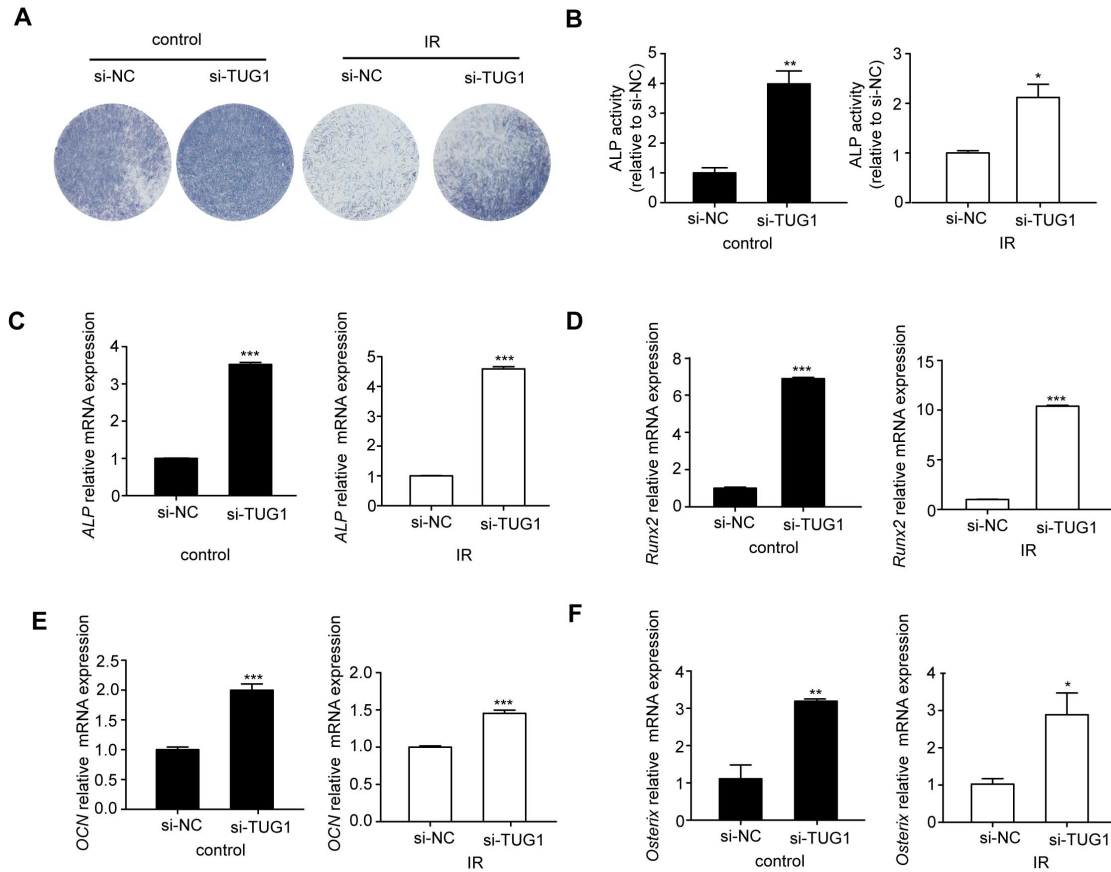 A
control
IR
si-NC
si-TUG1
si-NC
si-TUG1
B
ALP activity
(relative to si-NC)
5
4
3
2
1
0
**
si-NC
si-TUG1
control
ALP activity
(relative to si-NC)
3
2
1
0
*
si-NC
si-TUG1
IR
C
ALP relative mRNA expression
4
3
2
1
0
***
si-NC
si-TUG1
control
ALP relative mRNA expression
5
4
3
2
1
0
***
si-NC
si-TUG1
IR
D
Runx2 relative mRNA expression
8
6
4
2
0
***
si-NC
si-TUG1
control
Runx2 relative mRNA expression
15
10
5
0
***
si-NC
si-TUG1
IR
E
OCN relative mRNA expression
2.5
2.0
1.5
1.0
0.5
0.0
***
si-NC
si-TUG1
control
OCN relative mRNA expression
2.0
1.5
1.0
0.5
0.0
***
si-NC
si-TUG1
IR
F
Osterix relative mRNA expression
4
3
2
1
0
**
si-NC
si-TUG1
control
Osterix relative mRNA expression
4
3
2
1
0
*
si-NC
si-TUG1
IR